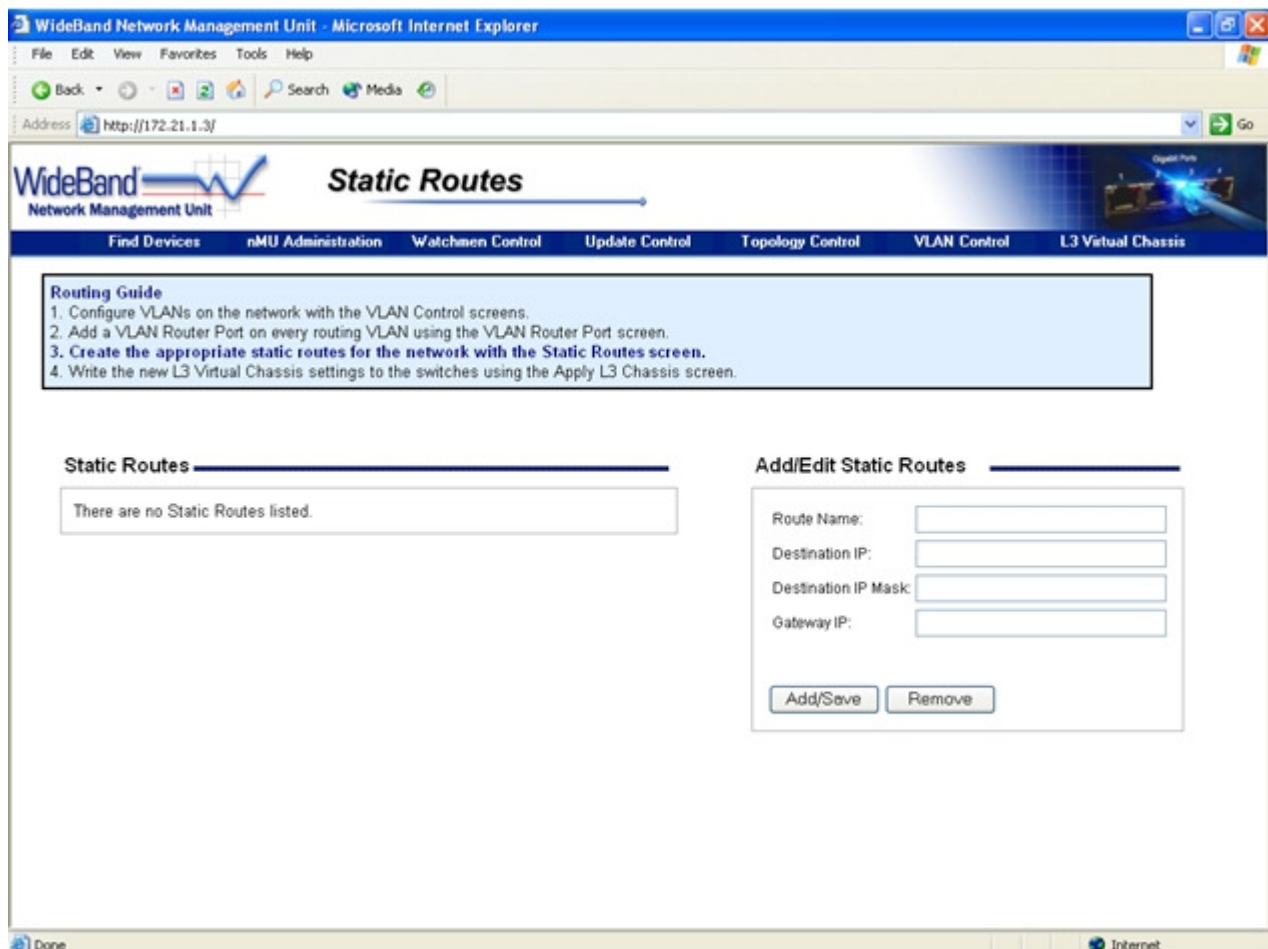 WideBand Network Management Unit - Microsoft Internet Explorer
File Edit View Favorites Tools Help
Back Search Media
Address http://172.21.1.3/ Go
WideBand
Network Management Unit
Static Routes
Gigabit Ports
1 2 3 4
Find Devices nMU Administration Watchmen Control Update Control Topology Control VLAN Control L3 Virtual Chassis
Routing Guide
1. Configure VLANs on the network with the VLAN Control screens.
2. Add a VLAN Router Port on every routing VLAN using the VLAN Router Port screen.
3. Create the appropriate static routes for the network with the Static Routes screen.
4. Write the new L3 Virtual Chassis settings to the switches using the Apply L3 Chassis screen.
Static Routes
There are no Static Routes listed.
Add/Edit Static Routes
Route Name:
Destination IP:
Destination IP Mask:
Gateway IP:
Add/Save Remove
Done Internet